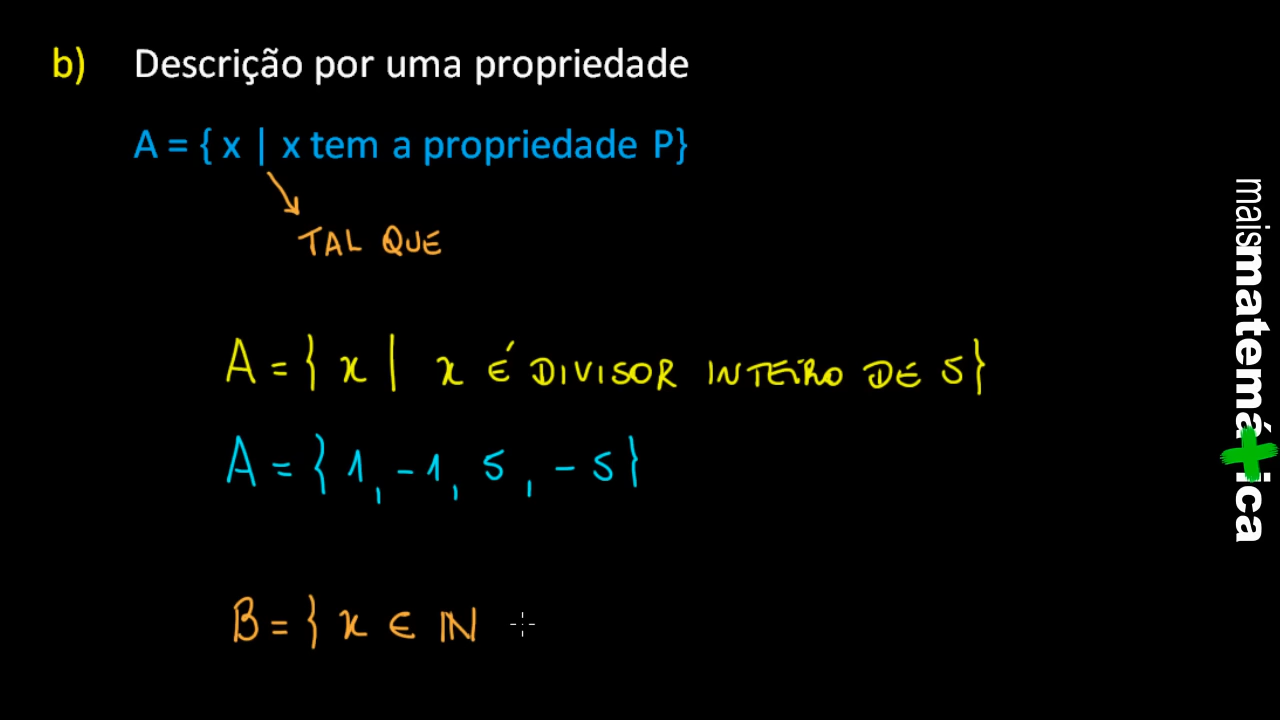 b) Descrição por uma propriedade
A = { x | x tem a propriedade P}
TAL QUE
A = { x | x É DIVISOR INTEIRO DE 5}
A = { 1, -1, 5, -5}
B = { x ∈ ℕ
maismatemática